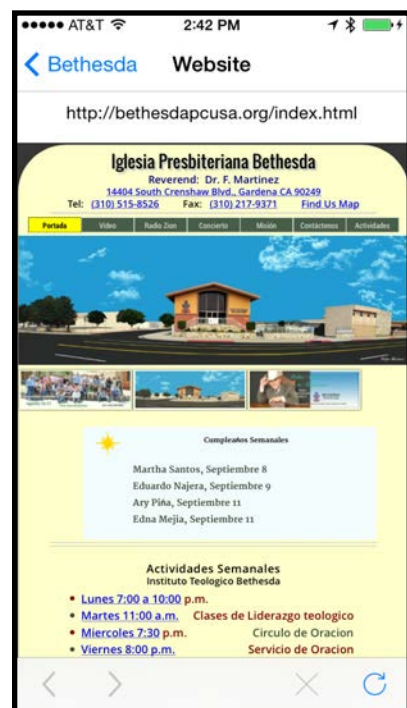 AT&T 2:42 PM
Bethesda Website
http://bethesdapcusa.org/index.html
Iglesia Presbiteriana Bethesda
Reverend: Dr. F. Martinez
14404 South Crenshaw Blvd., Gardena CA 90249
Tel: (310) 515-8526 Fax: (310) 217-9371 Find Us Map
Portada Video Radio Zion Concierto Misión Contáctenos Actividades
Cumpleaños Semanales
Martha Santos, Septiembre 8
Eduardo Najera, Septiembre 9
Ary Piña, Septiembre 11
Edna Mejia, Septiembre 11
Actividades Semanales
Instituto Teologico Bethesda
Lunes 7:00 a 10:00 p.m.
Martes 11:00 a.m. Clases de Liderazgo teologico
Miercoles 7:30 p.m. Circulo de Oracion
Viernes 8:00 p.m. Servicio de Oracion